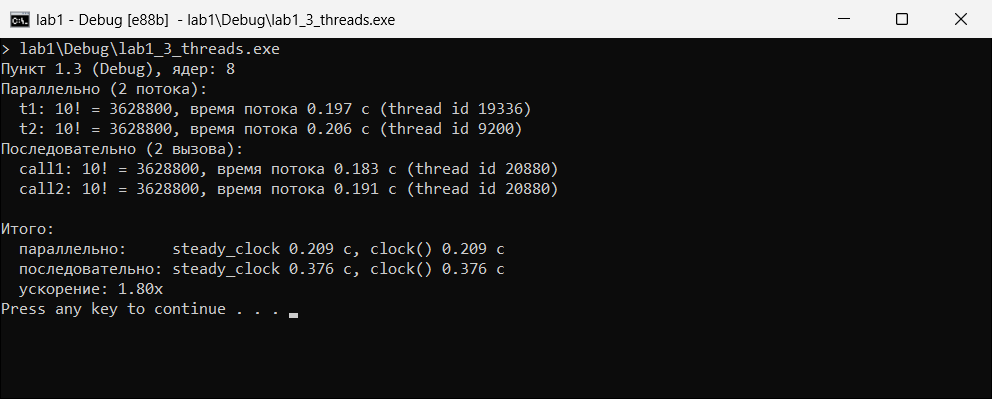 lab1 - Debug [e88b]  - lab1\Debug\lab1_3_threads.exe
> lab1\Debug\lab1_3_threads.exe
Пункт 1.3 (Debug), ядер: 8
Параллельно (2 потока):
  t1: 10! = 3628800, время потока 0.197 с (thread id 19336)
  t2: 10! = 3628800, время потока 0.206 с (thread id 9200)
Последовательно (2 вызова):
  call1: 10! = 3628800, время потока 0.183 с (thread id 20880)
  call2: 10! = 3628800, время потока 0.191 с (thread id 20880)

Итого:
  параллельно:     steady_clock 0.209 с, clock() 0.209 с
  последовательно: steady_clock 0.376 с, clock() 0.376 с
  ускорение: 1.80x
Press any key to continue . . .